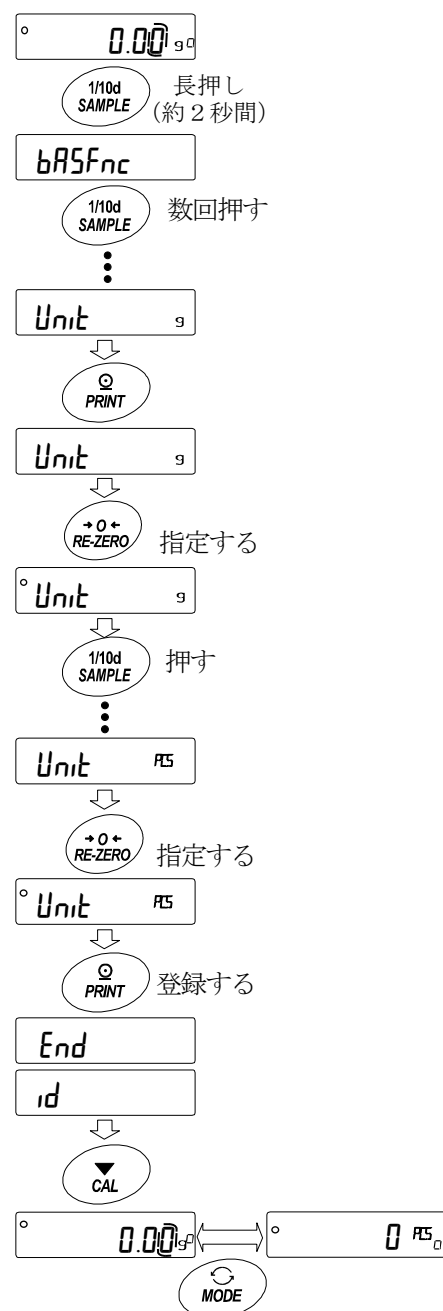 0.00 g
1/10d
SAMPLE
長押し
(約2秒間)
bASFnc
1/10d
SAMPLE
数回押す
Unit g
PRINT
Unit g
→0←
RE-ZERO
指定する
Unit g
1/10d
SAMPLE
押す
Unit PCS
→0←
RE-ZERO
指定する
Unit PCS
PRINT
登録する
End
id
CAL
0.00 g
0 PCS
MODE